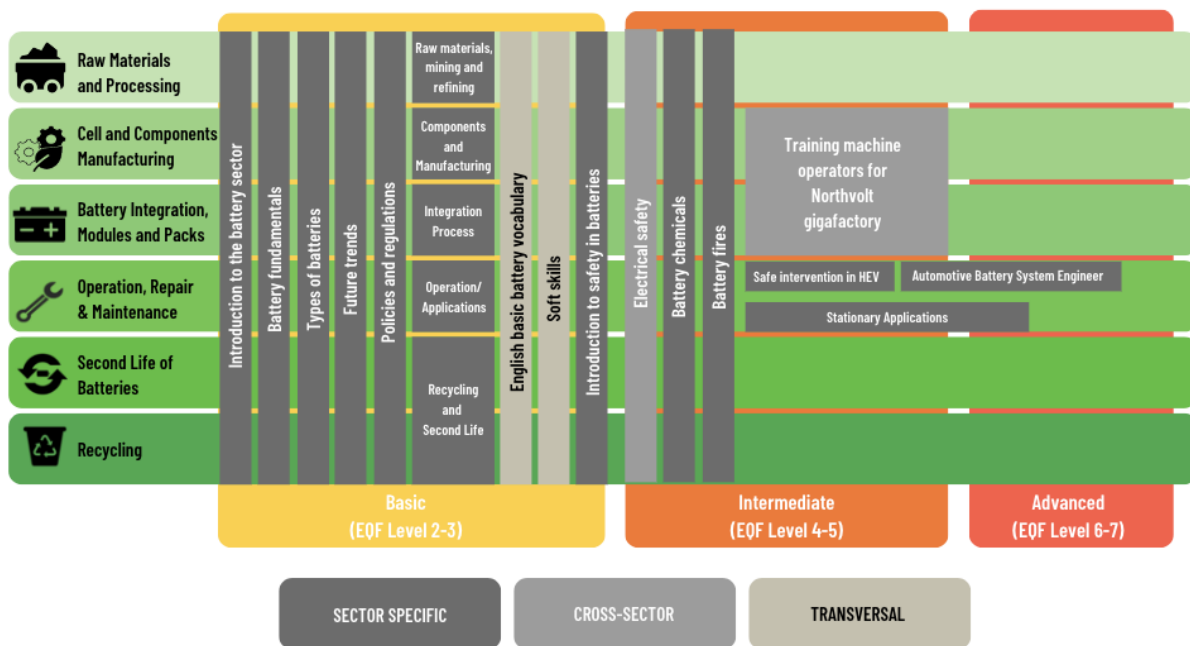 Raw Materials
and Processing
Cell and Components
Manufacturing
Battery Integration,
Modules and Packs
Operation, Repair
& Maintenance
Second Life of
Batteries
Recycling
Introduction to the battery sector
Battery fundamentals
Types of batteries
Future trends
Policies and regulations
Raw materials,
mining and
refining
Components
and
Manufacturing
Integration
Process
Operation/
Applications
Recycling
and
Second Life
English basic battery vocabulary
Soft skills
Introduction to safety in batteries
Electrical safety
Battery chemicals
Battery fires
Training machine
operators for
Northvolt
gigafactory
Safe intervention in HEV
Automotive Battery System Engineer
Stationary Applications
Basic
(EQF Level 2-3)
Intermediate
(EQF Level 4-5)
Advanced
(EQF Level 6-7)
SECTOR SPECIFIC
CROSS-SECTOR
TRANSVERSAL